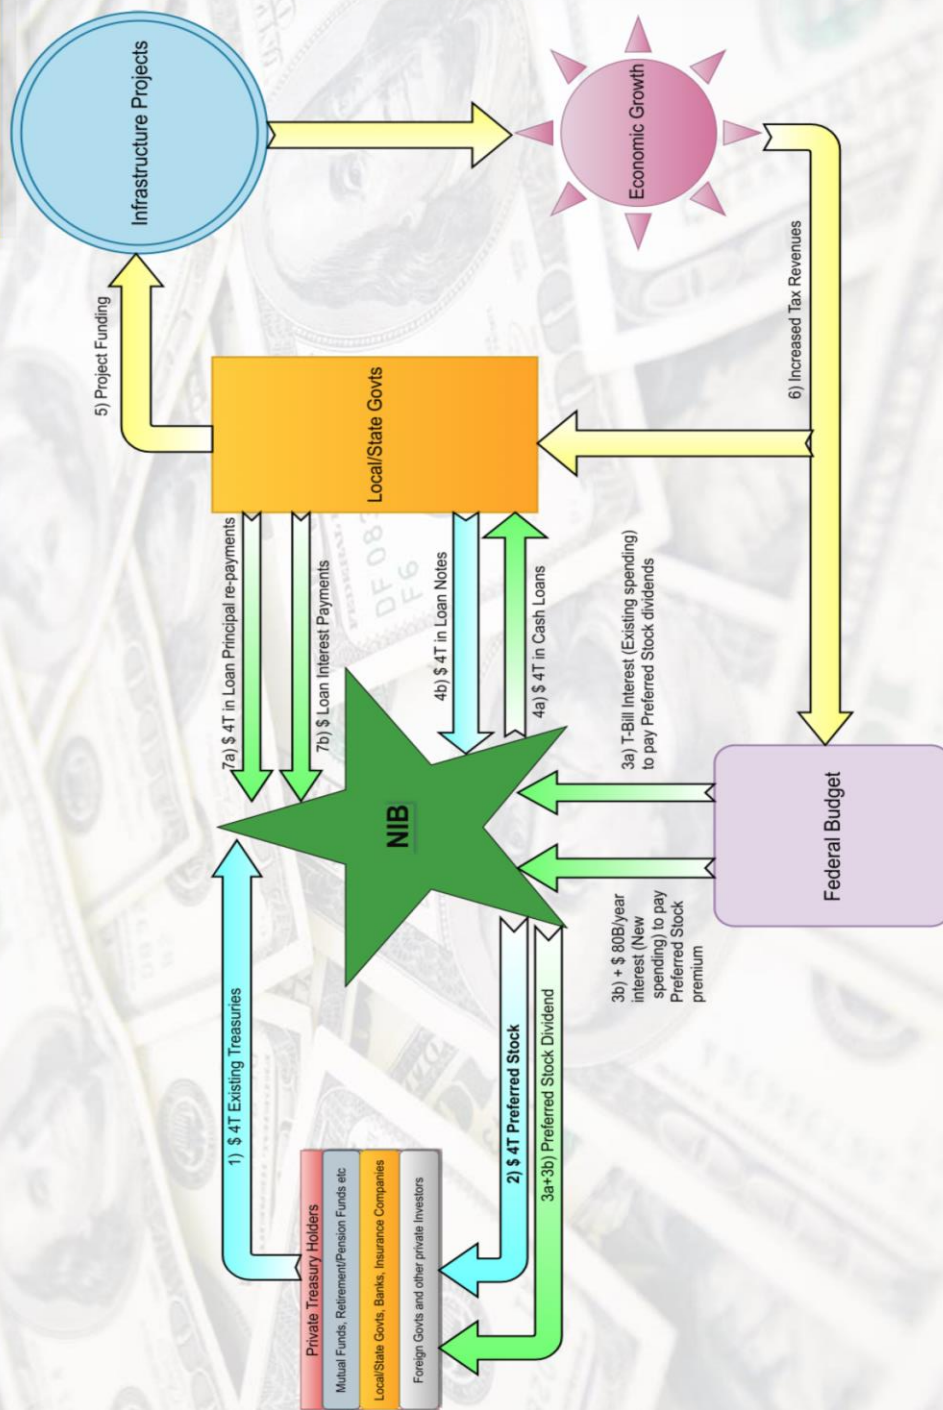 Private Treasury Holders
Mutual Funds, Retirement/Pension Funds etc
Local/State Govts, Banks, Insurance Companies
Foreign Govts and other private Investors
1) $ 4T Existing Treasuries
2) $ 4T Preferred Stock
3a+3b) Preferred Stock Dividend
NIB
3b) + $ 80B/year
interest (New
spending) to pay
Preferred Stock
premium
3a) T-Bill Interest (Existing spending)
to pay Preferred Stock dividends
Federal Budget
7a) $ 4T in Loan Principal re-payments
7b) $ Loan Interest Payments
4b) $ 4T in Loan Notes
4a) $ 4T in Cash Loans
Local/State Govts
5) Project Funding
Infrastructure Projects
Economic Growth
6) Increased Tax Revenues